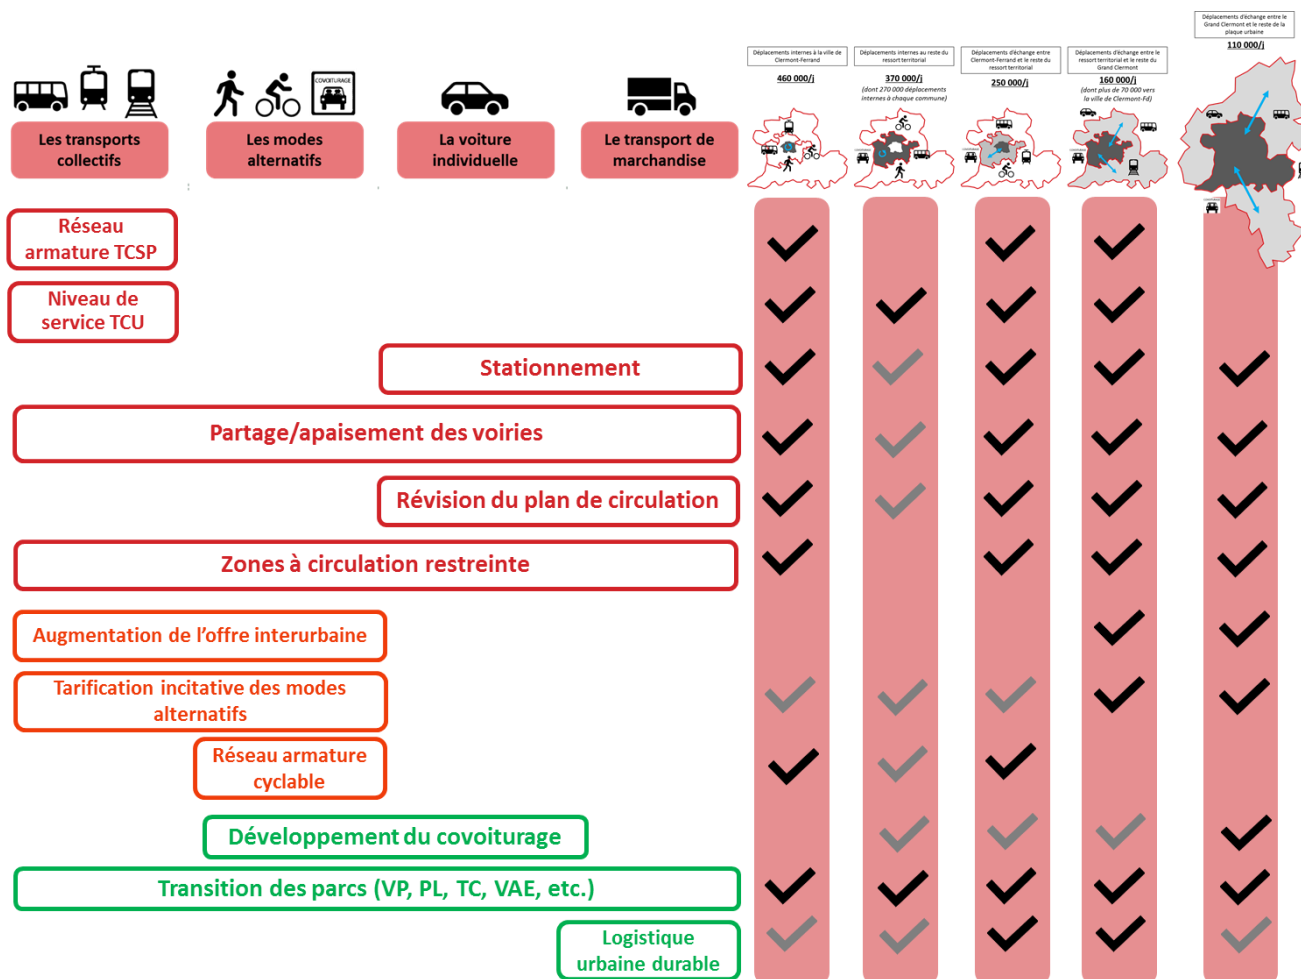 Déplacements d'échange entre le
Grand Clermont et le reste de la
plaque urbaine
110 000/j
Déplacements internes à la ville de
Clermont-Ferrand
460 000/j
Déplacements internes au reste du
ressort territorial
370 000/j
(dont 270 000 déplacements
internes à chaque commune)
Déplacements d'échange entre
Clermont-Ferrand et le reste du
ressort territorial
250 000/j
Déplacements d'échange entre le
ressort territorial et le reste du
Grand Clermont
160 000/j
(dont plus de 70 000 vers
la ville de Clermont-Fd)
COVOITURAGE
Les transports
collectifs
Les modes
alternatifs
La voiture
individuelle
Le transport de
marchandise
Réseau
armature TCSP
Niveau de
service TCU
Stationnement
Partage/apaisement des voiries
Révision du plan de circulation
Zones à circulation restreinte
Augmentation de l'offre interurbaine
Tarification incitative des modes
alternatifs
Réseau armature
cyclable
Développement du covoiturage
Transition des parcs (VP, PL, TC, VAE, etc.)
Logistique
urbaine durable